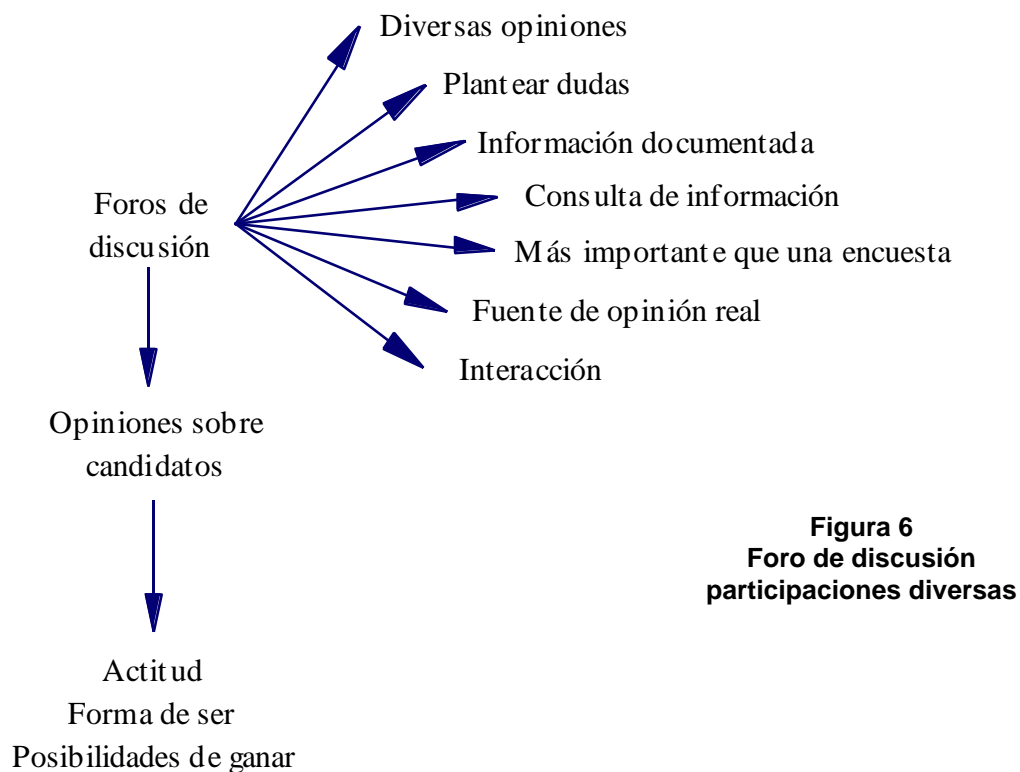 Diversas opiniones
Plantear dudas
Información documentada
Consulta de información
Más importante que una encuesta
Fuente de opinión real
Interacción
Foros de
discusión
Opiniones sobre
candidatos
Actitud
Forma de ser
Posibilidades de ganar
Figura 6
Foro de discusión
participaciones diversas